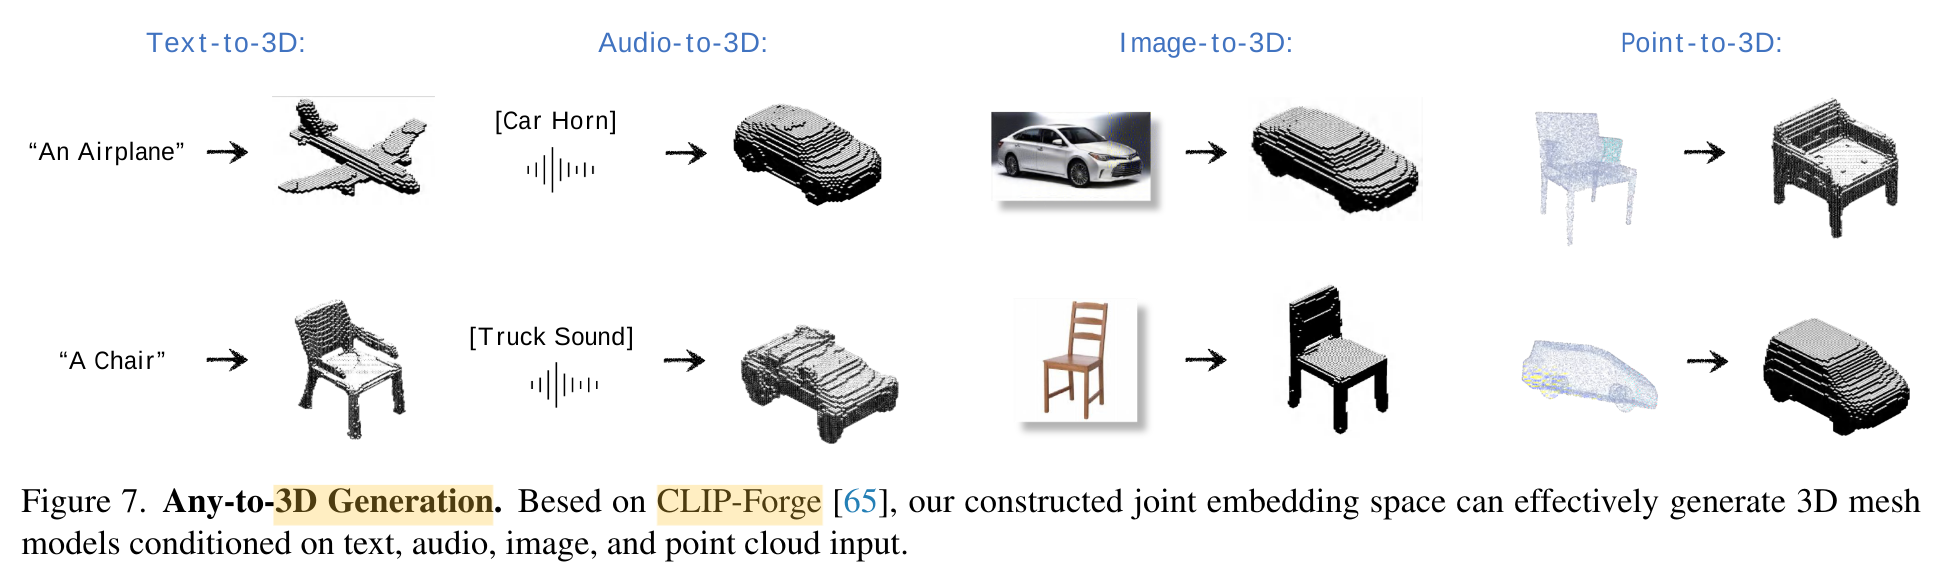 Text-to-3D:
Audio-to-3D:
Image-to-3D:
Point-to-3D:
“An Airplane”
[Car Horn]
“A Chair”
[Truck Sound]
Figure 7. Any-to-3D Generation. Besed on CLIP-Forge [65], our constructed joint embedding space can effectively generate 3D mesh
models conditioned on text, audio, image, and point cloud input.